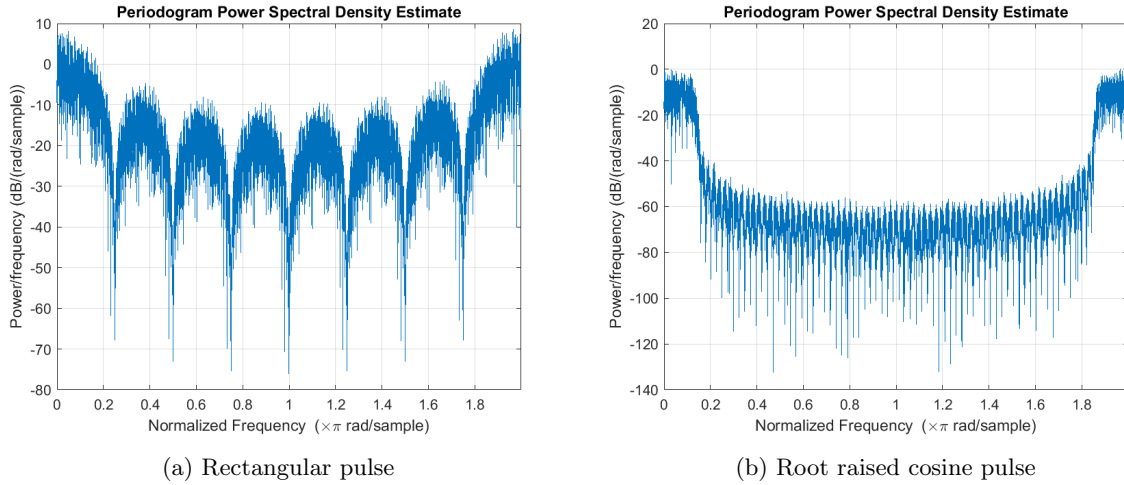 Periodogram Power Spectral Density Estimate
10
0
-10
-20
-30
-40
-50
-60
-70
-80
Power/frequency (dB/(rad/sample))
0 0.2 0.4 0.6 0.8 1 1.2 1.4 1.6 1.8
Normalized Frequency (×π rad/sample)
(a) Rectangular pulse
Periodogram Power Spectral Density Estimate
20
0
-20
-40
-60
-80
-100
-120
-140
Power/frequency (dB/(rad/sample))
0 0.2 0.4 0.6 0.8 1 1.2 1.4 1.6 1.8
Normalized Frequency (×π rad/sample)
(b) Root raised cosine pulse